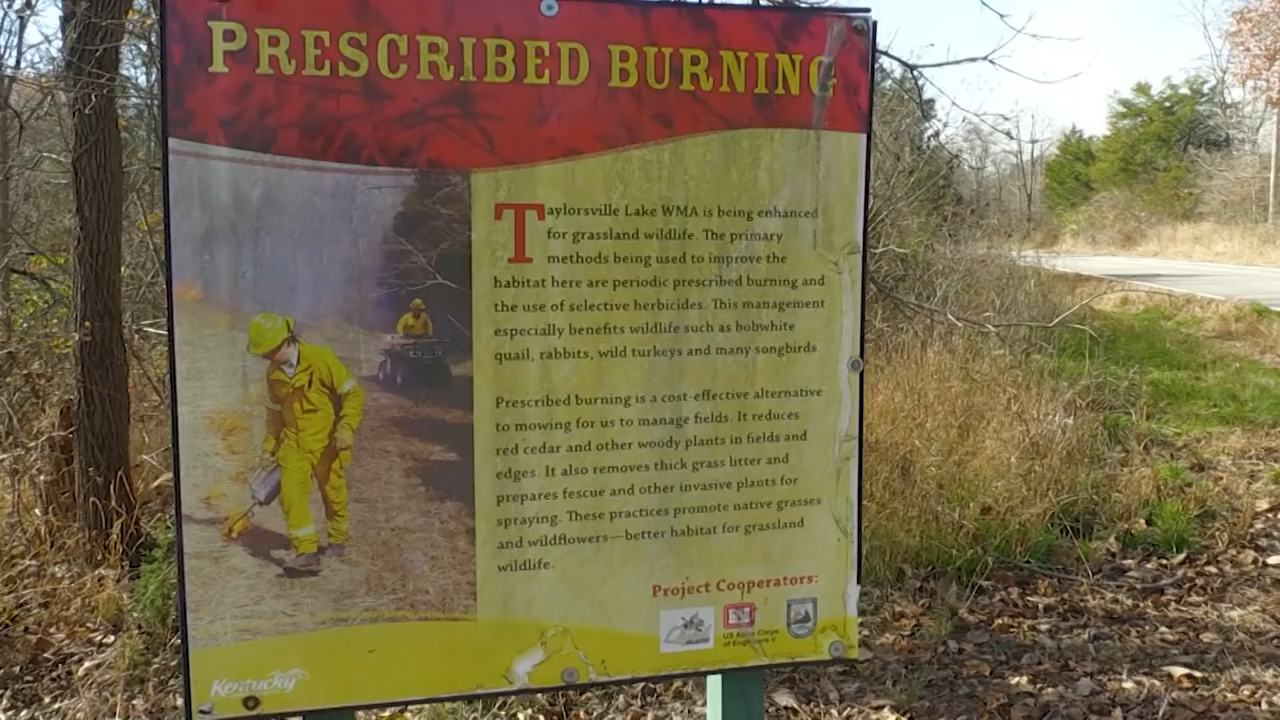 PRESCRIBED BURNING
Taylorsville Lake WMA is being enhanced
for grassland wildlife. The primary
methods being used to improve the
habitat here are periodic prescribed burning and
the use of selective herbicides. This management
especially benefits wildlife such as bobwhite
quail, rabbits, wild turkeys and many songbirds.
Prescribed burning is a cost-effective alternative
to mowing for us to manage fields. It reduces
red cedar and other woody plants in fields and
edges. It also removes thick grass litter and
prepares fescue and other invasive plants for
spraying. These practices promote native grasses
and wildflowers—better habitat for grassland
wildlife.
Project Cooperators:
US Army Corps
of Engineers
Kentucky